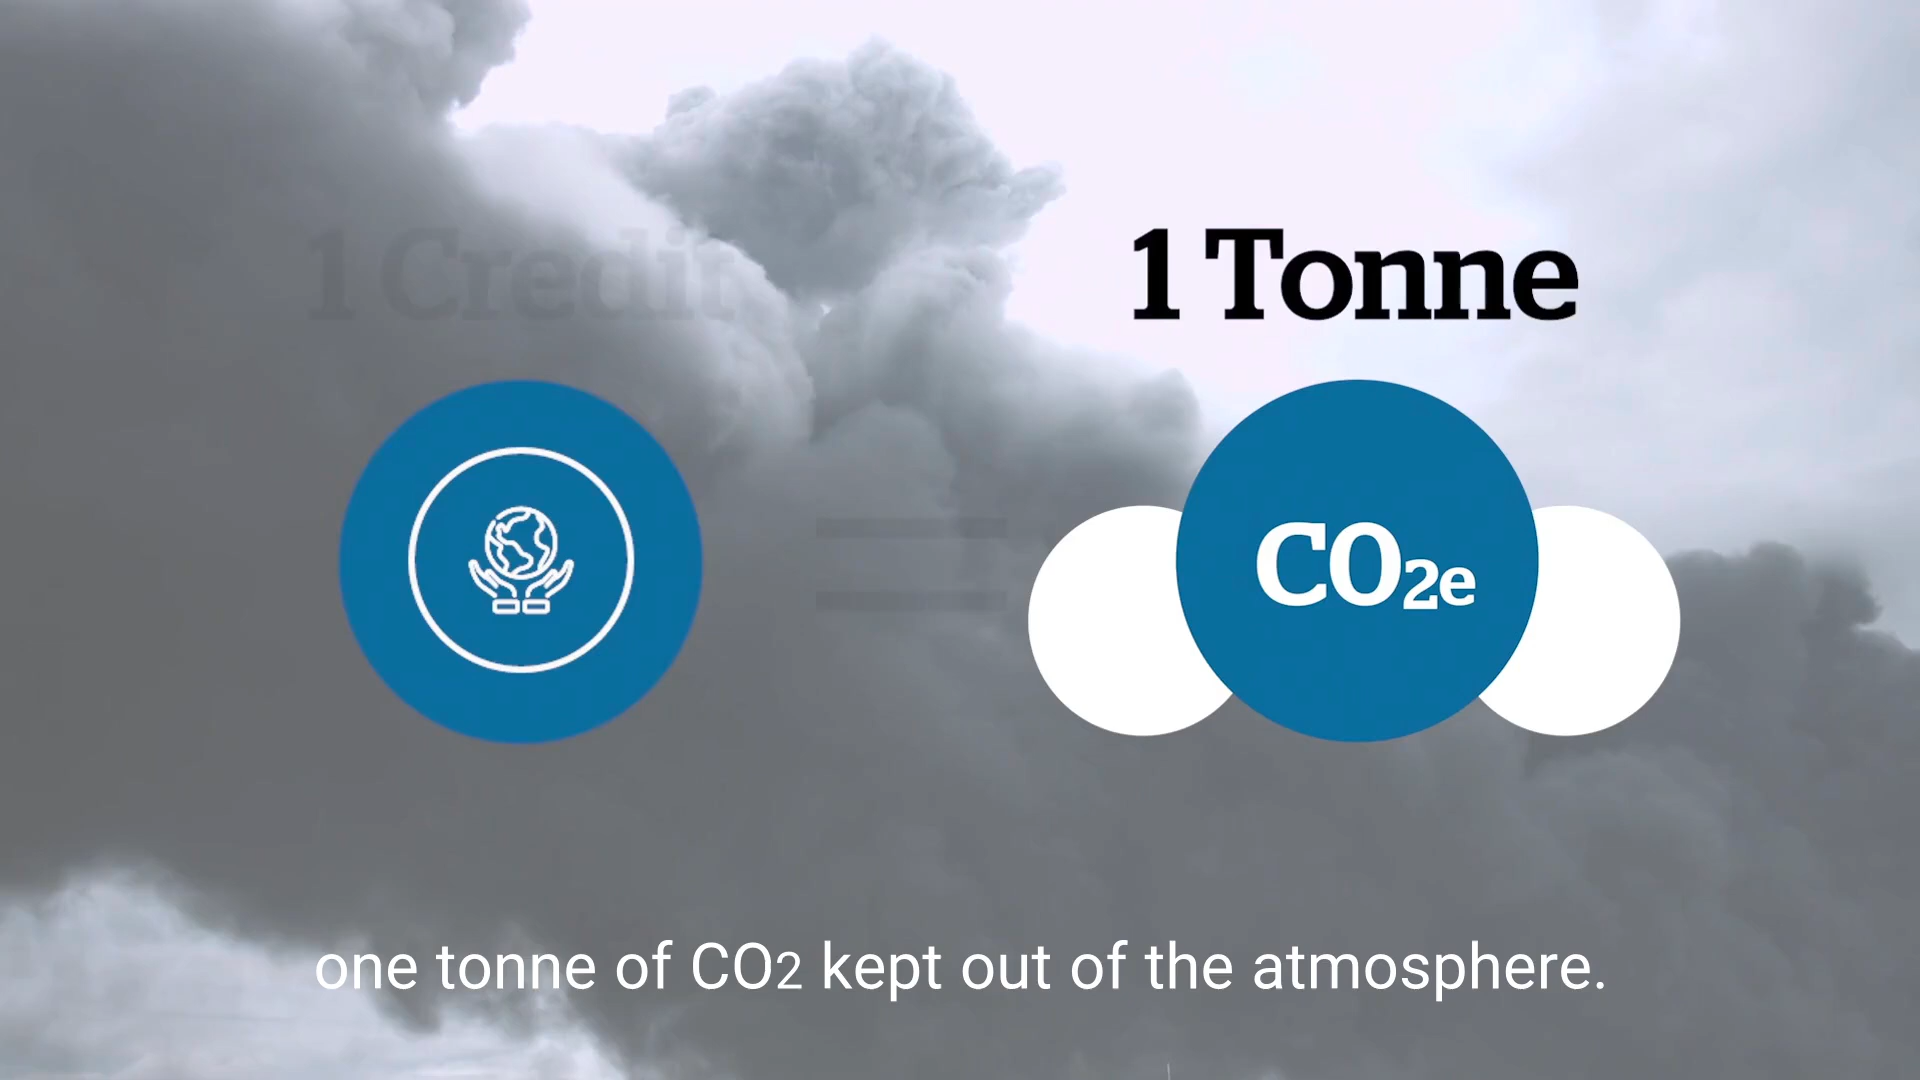 1 Credit
1 Tonne
CO2e
one tonne of CO2 kept out of the atmosphere.